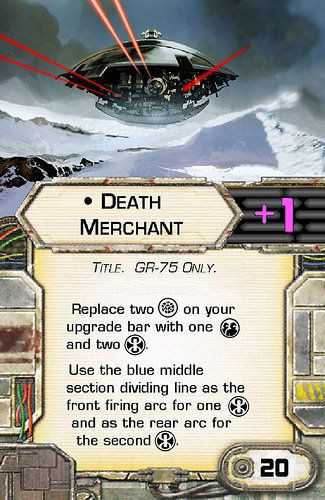 • DEATH
MERCHANT
+1
TITLE. GR-75 ONLY.
Replace two on your
upgrade bar with one
and two .
Use the blue middle
section dividing line as the
front firing arc for one
and as the rear arc for
the second .
20